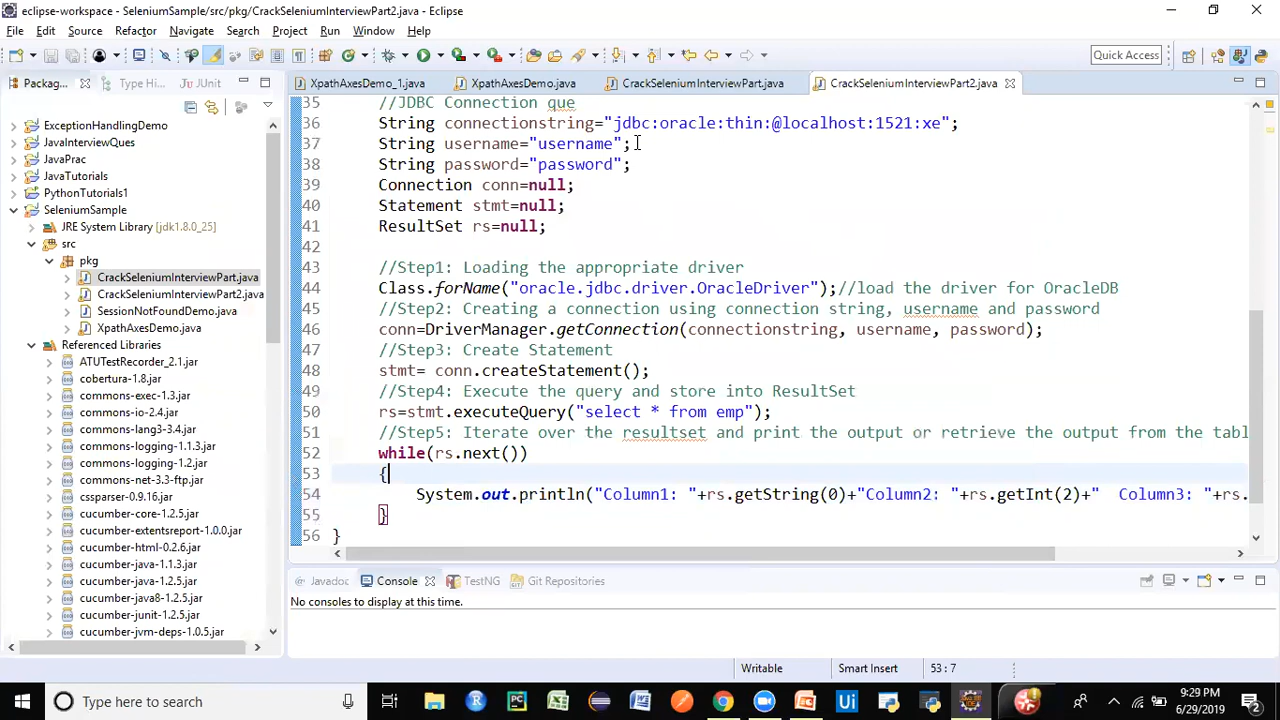 eclipse-workspace - SeleniumSample/src/pkg/CrackSeleniumInterviewPart2.java - Eclipse
File Edit Source Refactor Navigate Search Project Run Window Help
Quick Access
Packag... Type Hi... JUnit
XpathAxesDemo_1.java XpathAxesDemo.java CrackSeleniumInterviewPart.java CrackSeleniumInterviewPart2.java
ExceptionHandlingDemo
JavaInterviewQues
JavaPrac
JavaTutorials
PythonTutorials1
SeleniumSample
JRE System Library [jdk1.8.0_25]
src
pkg
CrackSeleniumInterviewPart.java
CrackSeleniumInterviewPart2.java
SessionNotFoundDemo.java
XpathAxesDemo.java
Referenced Libraries
ATUTestRecorder_2.1.jar
cobertura-1.8.jar
commons-exec-1.3.jar
commons-io-2.4.jar
commons-lang3-3.4.jar
commons-logging-1.1.3.jar
commons-logging-1.2.jar
commons-net-3.3-ftp.jar
cssparser-0.9.16.jar
cucumber-core-1.2.5.jar
cucumber-extentsreport-1.0.0.jar
cucumber-html-0.2.6.jar
cucumber-java-1.1.3.jar
cucumber-java-1.2.5.jar
cucumber-java8-1.2.5.jar
cucumber-junit-1.2.5.jar
cucumber-jvm-deps-1.0.5.jar
35 //JDBC Connection que
36 String connectionstring="jdbc:oracle:thin:@localhost:1521:xe";
37 String username="username";
38 String password="password";
39 Connection conn=null;
40 Statement stmt=null;
41 ResultSet rs=null;
42
43 //Step1: Loading the appropriate driver
44 Class.forName("oracle.jdbc.driver.OracleDriver");//load the driver for OracleDB
45 //Step2: Creating a connection using connection string, username and password
46 conn=DriverManager.getConnection(connectionstring, username, password);
47 //Step3: Create Statement
48 stmt= conn.createStatement();
49 //Step4: Execute the query and store into ResultSet
50 rs=stmt.executeQuery("select * from emp");
51 //Step5: Iterate over the resultset and print the output or retrieve the output from the tabl
52 while(rs.next())
53 {
54 System.out.println("Column1: "+rs.getString(0)+"Column2: "+rs.getInt(2)+" Column3: "+rs.
55 }
56 }
Javadoc Console TestNG Git Repositories
No consoles to display at this time.
Writable Smart Insert 53 : 7
Type here to search
9:29 PM
6/29/2019